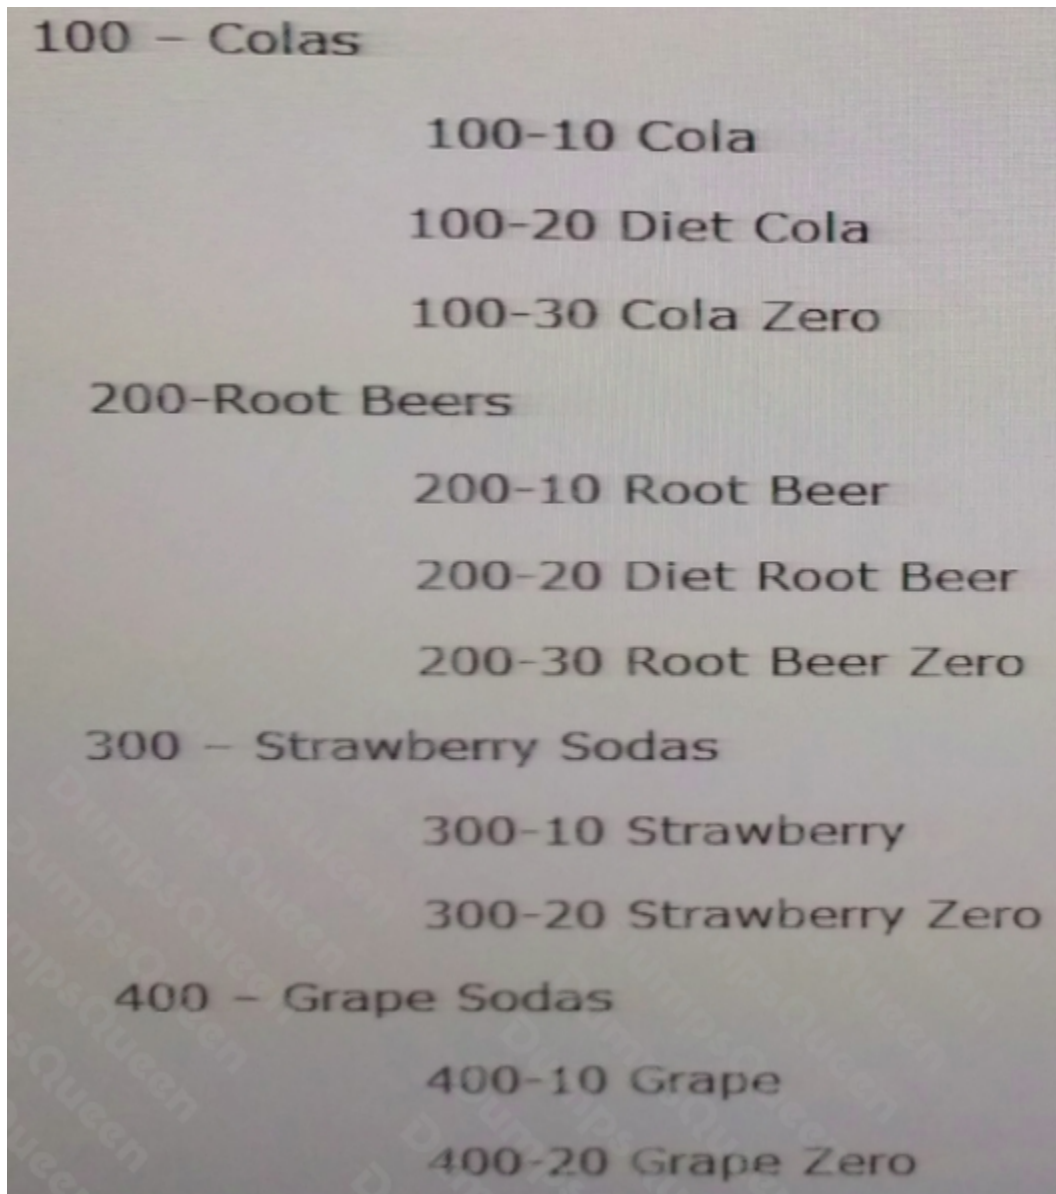 100 – Colas
100-10 Cola
100-20 Diet Cola
100-30 Cola Zero
200-Root Beers
200-10 Root Beer
200-20 Diet Root Beer
200-30 Root Beer Zero
300 – Strawberry Sodas
300-10 Strawberry
300-20 Strawberry Zero
400 – Grape Sodas
400-10 Grape
400-20 Grape Zero
DumpsQueen